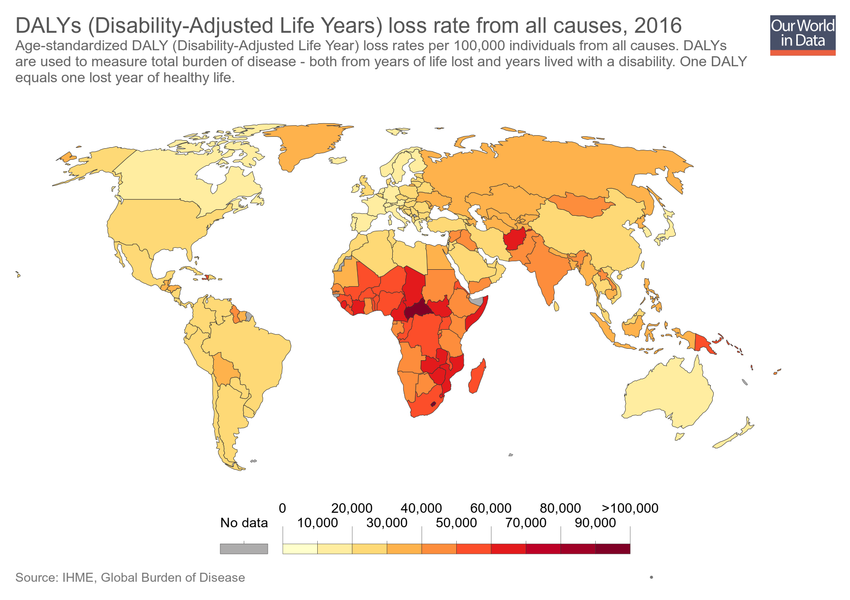 DALYs (Disability-Adjusted Life Years) loss rate from all causes, 2016
Our World
in Data
Age-standardized DALY (Disability-Adjusted Life Year) loss rates per 100,000 individuals from all causes. DALYs
are used to measure total burden of disease - both from years of life lost and years lived with a disability. One DALY
equals one lost year of healthy life.
0 20,000 40,000 60,000 80,000 >100,000
No data 10,000 30,000 50,000 70,000 90,000
Source: IHME, Global Burden of Disease